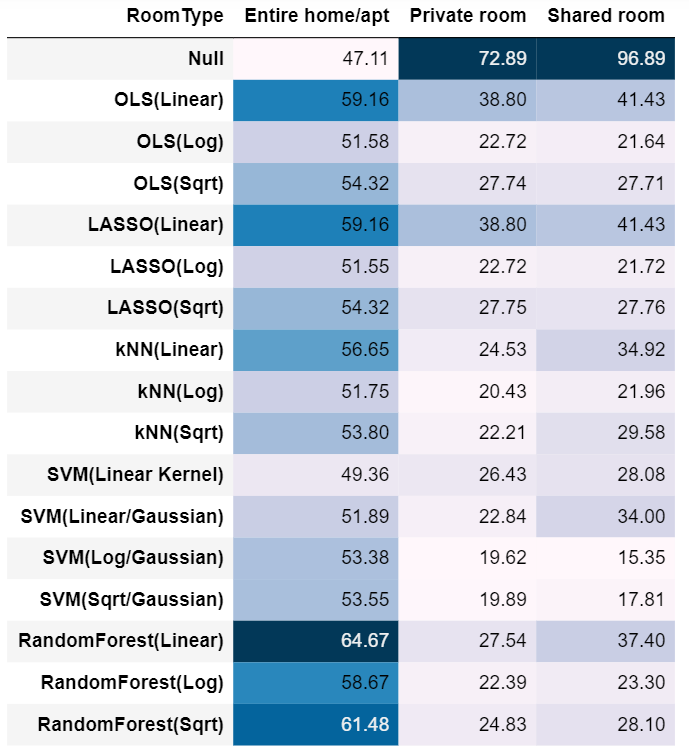 RoomType Entire home/apt Private room Shared room
Null 47.11 72.89 96.89
OLS(Linear) 59.16 38.80 41.43
OLS(Log) 51.58 22.72 21.64
OLS(Sqrt) 54.32 27.74 27.71
LASSO(Linear) 59.16 38.80 41.43
LASSO(Log) 51.55 22.72 21.72
LASSO(Sqrt) 54.32 27.75 27.76
kNN(Linear) 56.65 24.53 34.92
kNN(Log) 51.75 20.43 21.96
kNN(Sqrt) 53.80 22.21 29.58
SVM(Linear Kernel) 49.36 26.43 28.08
SVM(Linear/Gaussian) 51.89 22.84 34.00
SVM(Log/Gaussian) 53.38 19.62 15.35
SVM(Sqrt/Gaussian) 53.55 19.89 17.81
RandomForest(Linear) 64.67 27.54 37.40
RandomForest(Log) 58.67 22.39 23.30
RandomForest(Sqrt) 61.48 24.83 28.10